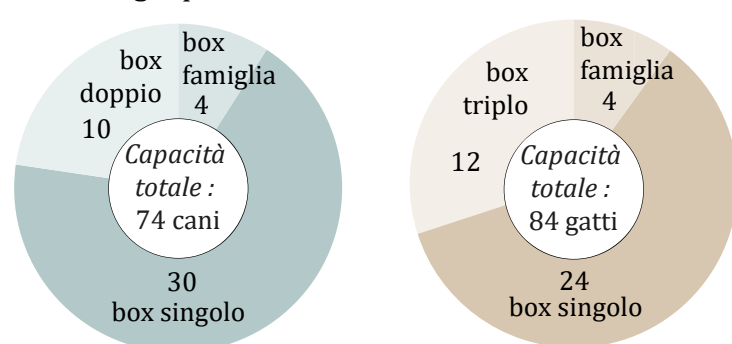 box
famiglia
4
box
doppio
10
Capacità
totale :
74 cani
30
box singolo
box
famiglia
4
box
triplo
12
Capacità
totale :
84 gatti
24
box singolo